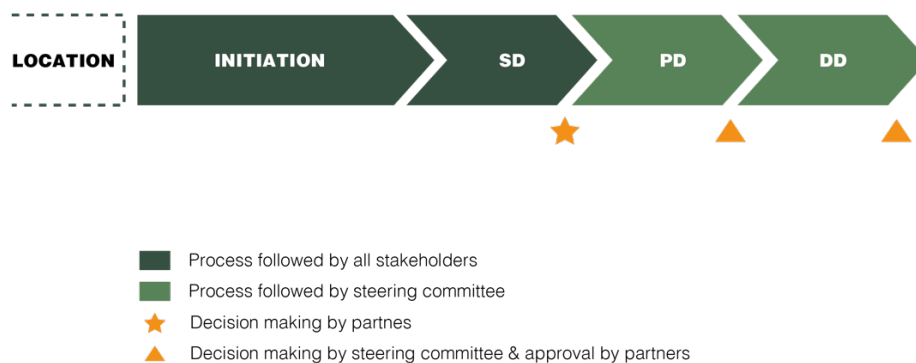 LOCATION
INITIATION
SD
PD
DD
Process followed by all stakeholders
Process followed by steering committee
Decision making by partnes
Decision making by steering committee & approval by partners